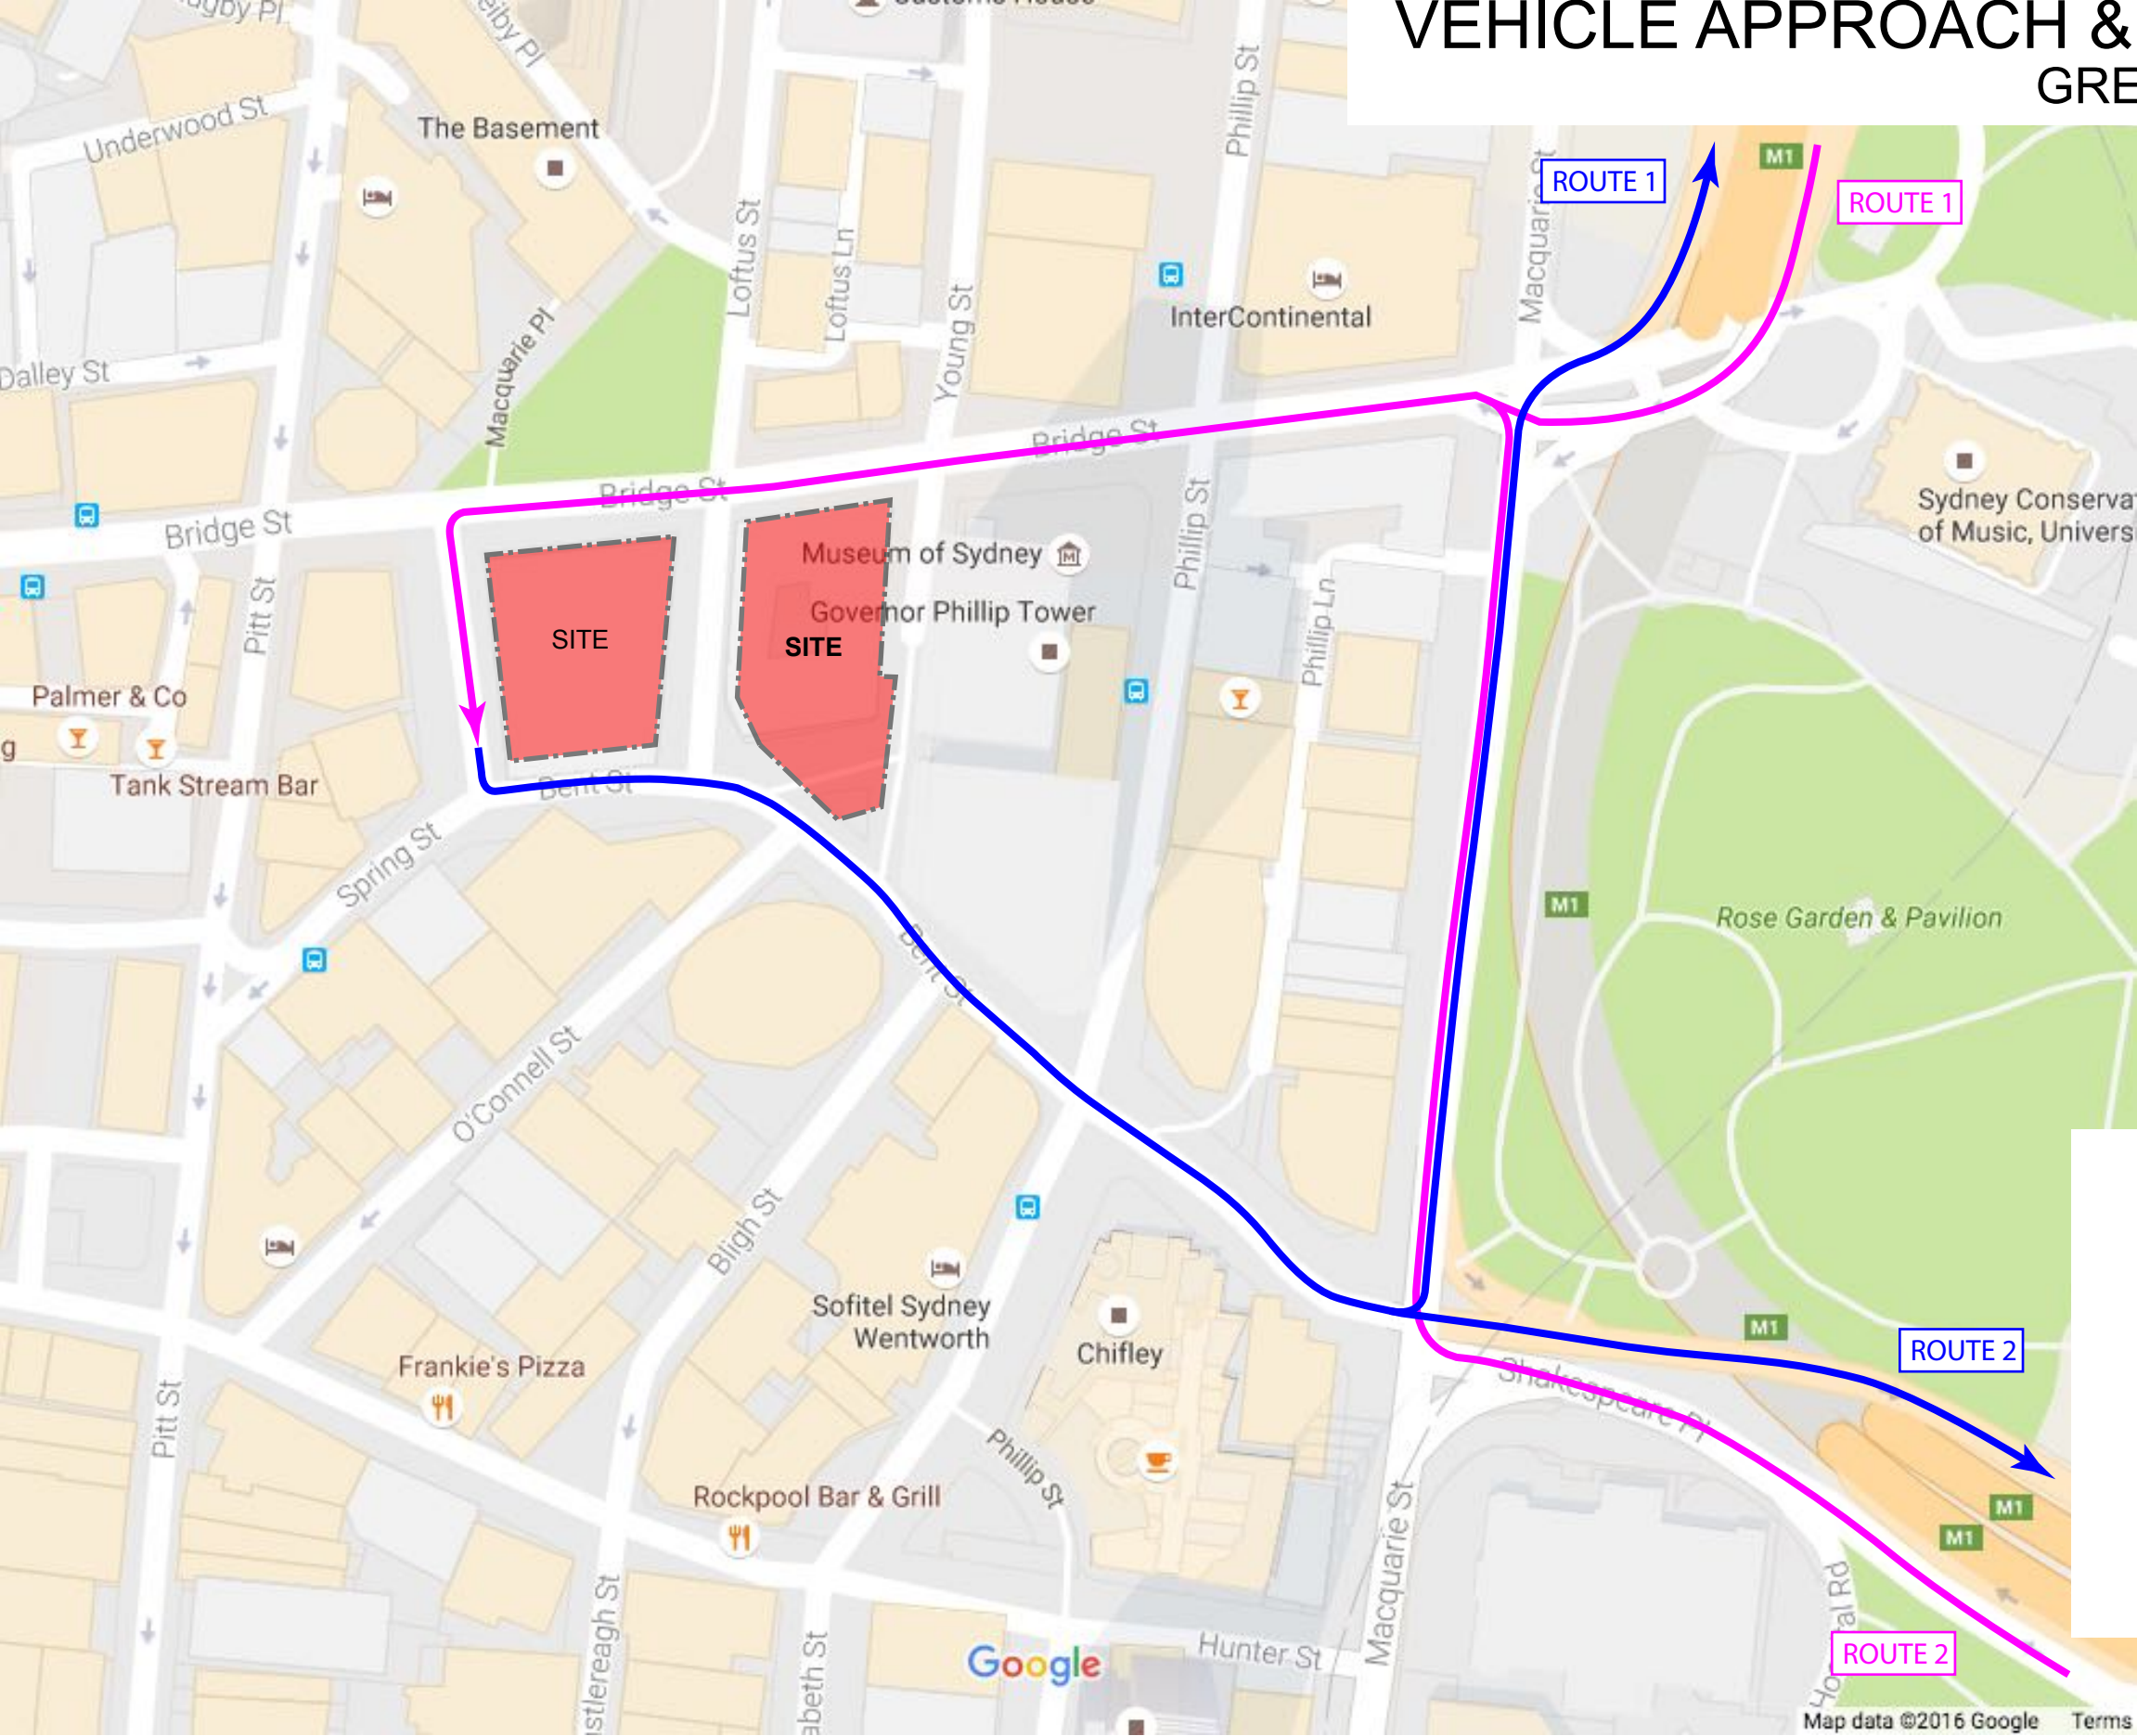 VEHICLE APPROACH &
GRE
Underwood St
The Basement
Loftus St
Loftus Ln
Young St
Phillip St
Macquarie St
InterContinental
ROUTE 1
M1
ROUTE 1
Dalley St
Macquarie Pl
Bridge St
Bridge St
Bridge St
Pitt St
Museum of Sydney
Governor Phillip Tower
SITE
SITE
Phillip St
Phillip Ln
Sydney Conserva
of Music, Univers
Palmer & Co
g
Tank Stream Bar
Bent St
Spring St
M1
Rose Garden & Pavilion
Bent St
O'Connell St
Bligh St
Sofitel Sydney
Wentworth
Chifley
M1
ROUTE 2
Shakespeare Pl
Frankie's Pizza
Pitt St
Phillip St
Rockpool Bar & Grill
Macquarie St
M1
M1
Hunter St
ROUTE 2
Google
Map data ©2016 Google Terms